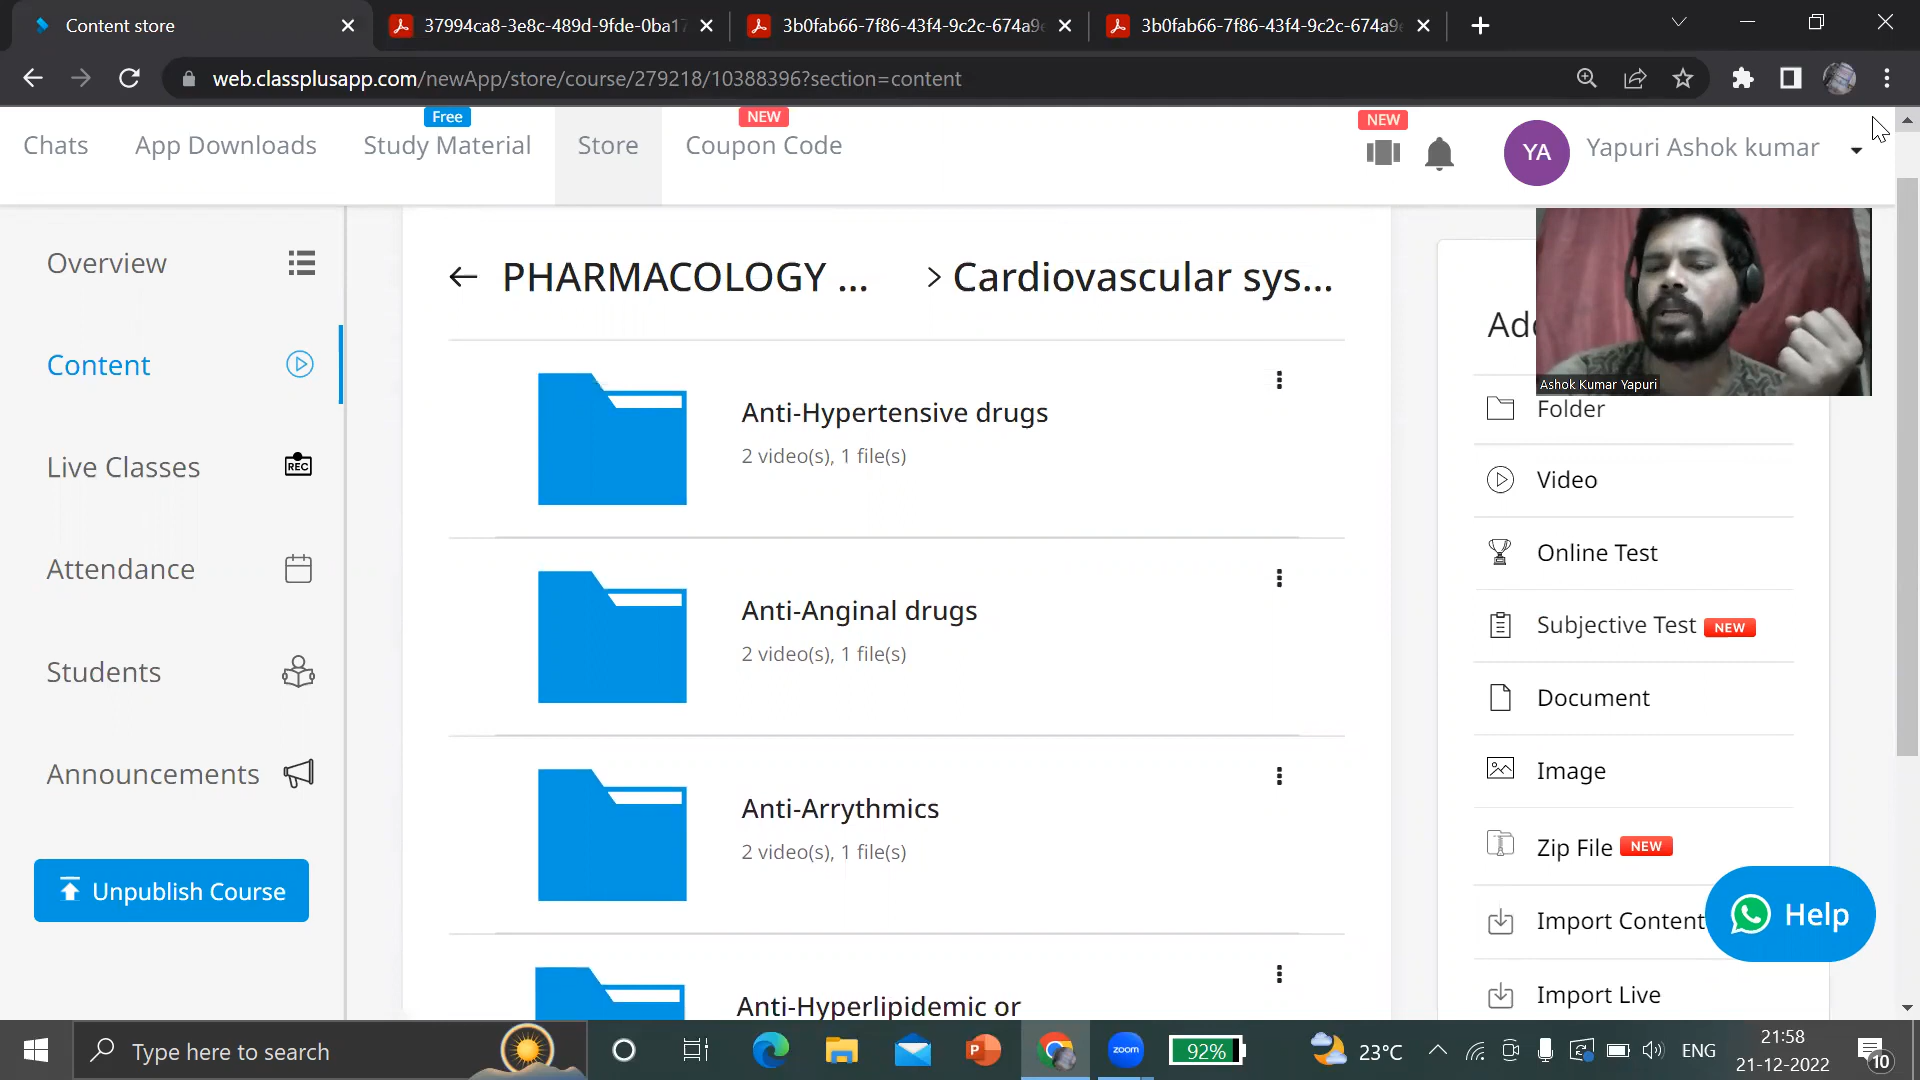 Content store
37994ca8-3e8c-489d-9fde-0ba17
3b0fab66-7f86-43f4-9c2c-674a9e
3b0fab66-7f86-43f4-9c2c-674a9e
web.classplusapp.com/newApp/store/course/279218/10388396?section=content
Chats
App Downloads
Free
Study Material
Store
NEW
Coupon Code
NEW
YA
Yapuri Ashok kumar
Overview
Content
Live Classes
REC
Attendance
Students
Announcements
Unpublish Course
PHARMACOLOGY ...
Cardiovascular sys...
Anti-Hypertensive drugs
2 video(s), 1 file(s)
Anti-Anginal drugs
2 video(s), 1 file(s)
Anti-Arrythmics
2 video(s), 1 file(s)
Anti-Hyperlipidemic or
Ashok Kumar Yapuri
Folder
Video
Online Test
Subjective Test NEW
Document
Image
Zip File NEW
Import Content
Import Live
Help
Type here to search
zoom
92%
23°C
ENG
21:58
21-12-2022
10